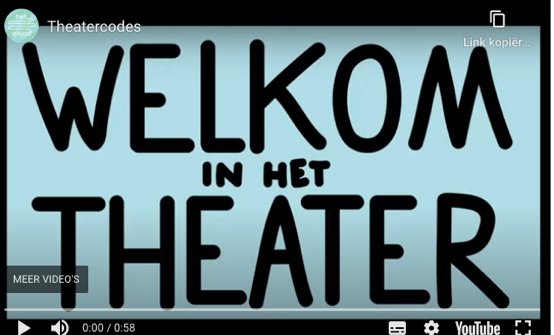 Theatercodes
Link kopiër...
WELKOM
IN HET
THEATER
MEER VIDEO'S
0:00 / 0:58
YouTube